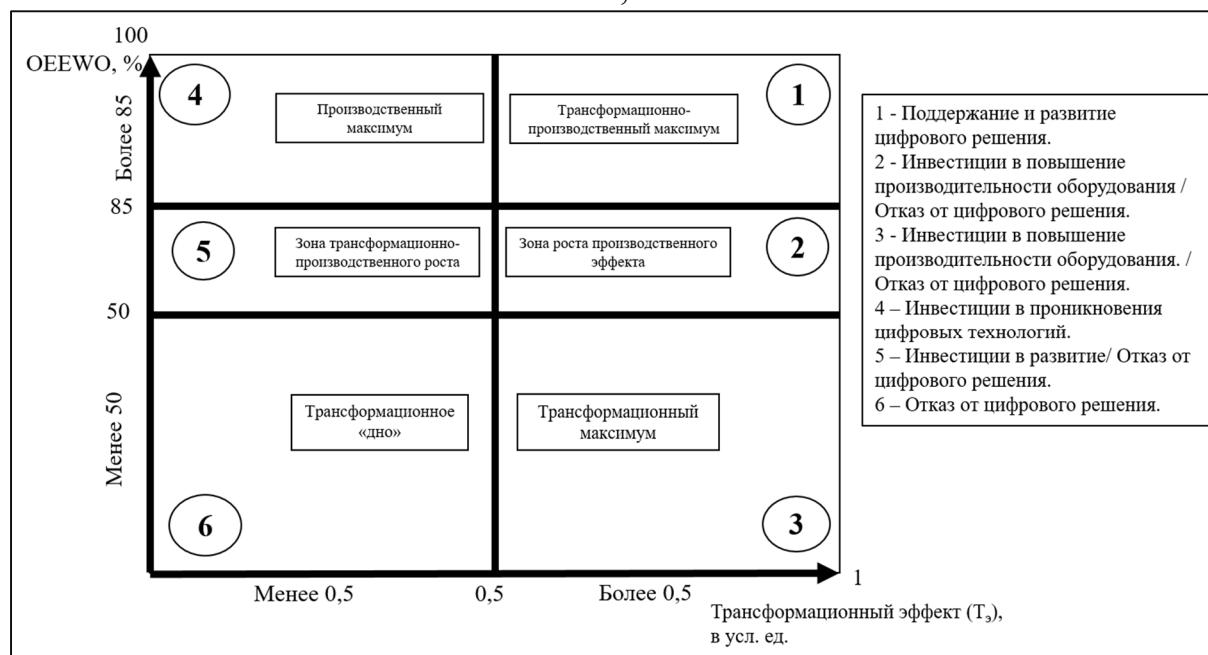 100
OEEWO, %
Более 85
85
50
Менее 50
4
Производственный
максимум
Трансформационно-
производственный максимум
1
5
Зона трансформационно-
производственного роста
Зона роста производственного
эффекта
2
Трансформационное
«дно»
Трансформационный
максимум
6
3
Менее 0,5
0,5
Более 0,5
1
Трансформационный эффект (Тэ),
в усл. ед.
1 - Поддержание и развитие
цифрового решения.
2 - Инвестиции в повышение
производительности оборудования /
Отказ от цифрового решения.
3 - Инвестиции в повышение
производительности оборудования. /
Отказ от цифрового решения.
4 – Инвестиции в проникновения
цифровых технологий.
5 – Инвестиции в развитие/ Отказ от
цифрового решения.
6 – Отказ от цифрового решения.